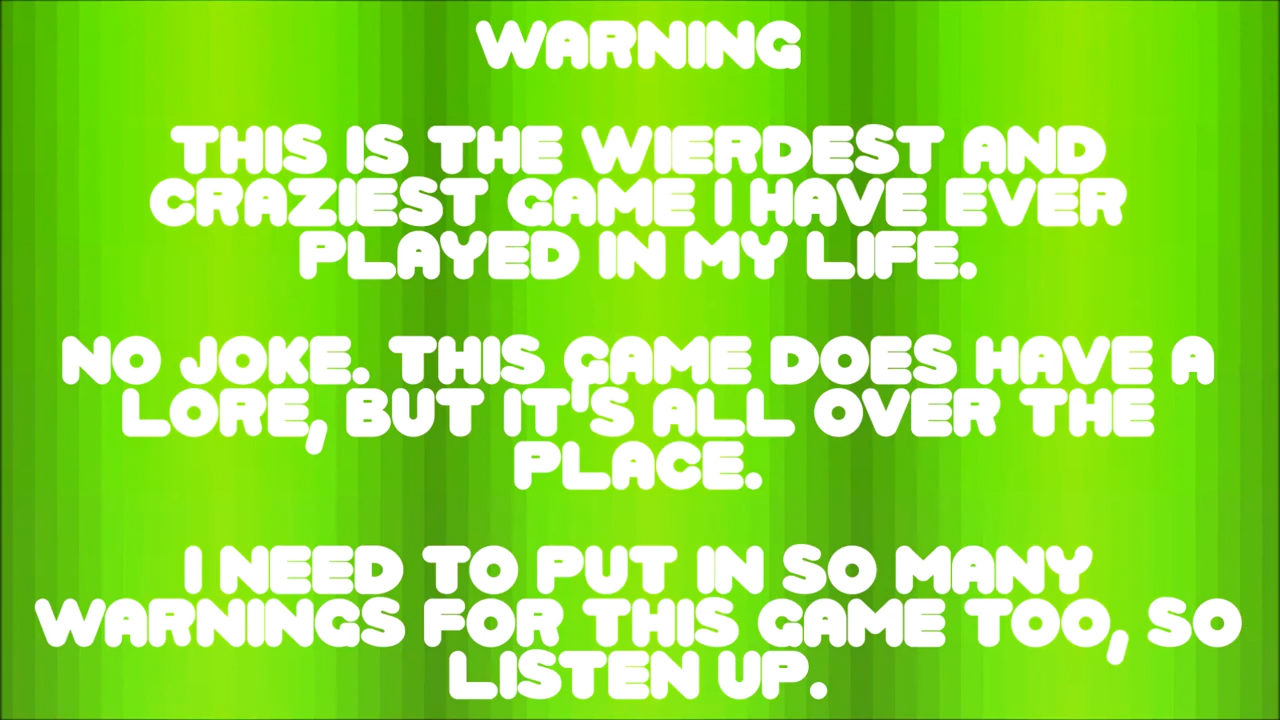 WARNING
THIS IS THE WIERDEST AND
CRAZIEST GAME I HAVE EVER
PLAYED IN MY LIFE.
NO JOKE. THIS GAME DOES HAVE A
LORE, BUT IT'S ALL OVER THE
PLACE.
I NEED TO PUT IN SO MANY
WARNINGS FOR THIS GAME TOO, SO
LISTEN UP.